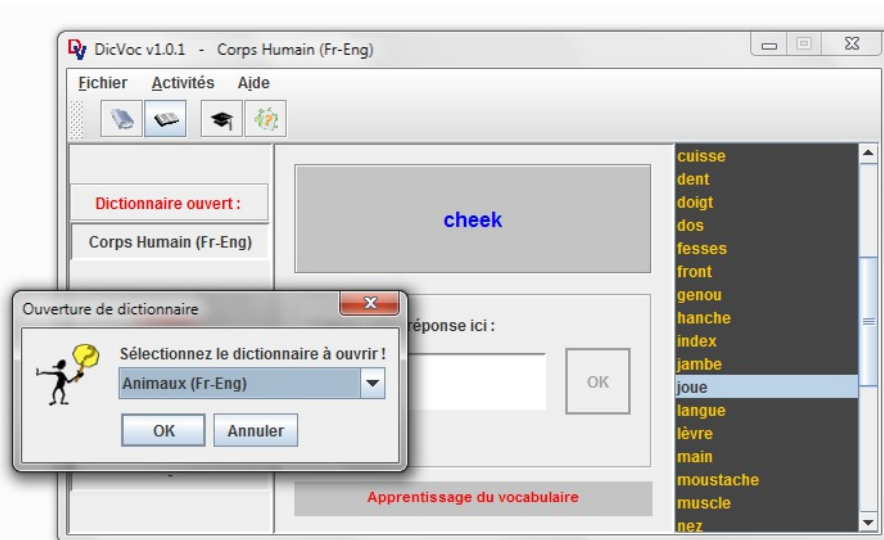 DicVoc v1.0.1 - Corps Humain (Fr-Eng)
Fichier Activités Aide
Dictionnaire ouvert :
Corps Humain (Fr-Eng)
cheek
réponse ici :
OK
Apprentissage du vocabulaire
Ouverture de dictionnaire
Sélectionnez le dictionnaire à ouvrir !
Animaux (Fr-Eng)
OK Annuler
cuisse
dent
doigt
dos
fesses
front
genou
hanche
index
jambe
joue
langue
lèvre
main
moustache
muscle
nez